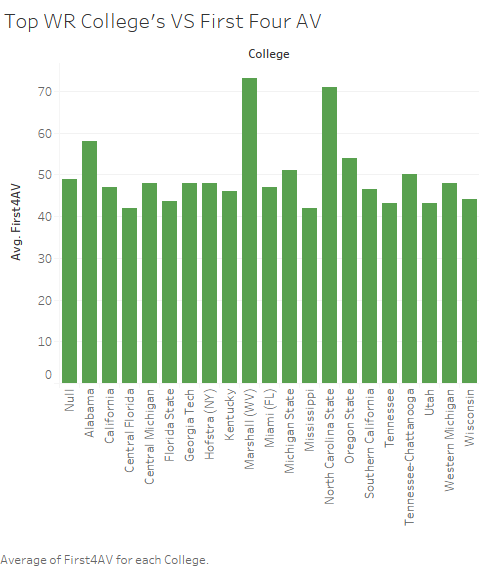 Top WR College's VS First Four AV
College
Avg. First4AV
70
60
50
40
30
20
10
0
Null
Alabama
California
Central Florida
Central Michigan
Florida State
Georgia Tech
Hofstra (NY)
Kentucky
Marshall (WV)
Miami (FL)
Michigan State
Mississippi
North Carolina State
Oregon State
Southern California
Tennessee
Tennessee-Chattanooga
Utah
Western Michigan
Wisconsin
Average of First4AV for each College.